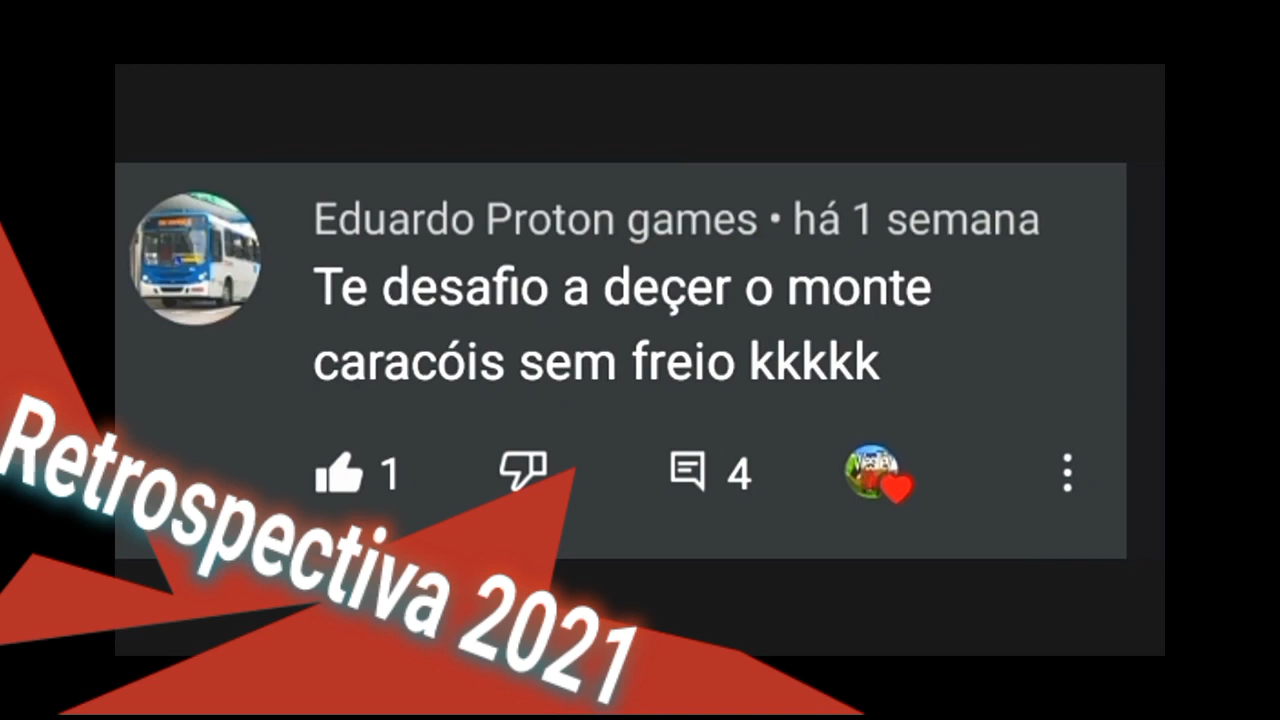 Eduardo Proton games • há 1 semana
Te desafio a deçer o monte
caracóis sem freio kkkkk
1
4
Retrospectiva 2021